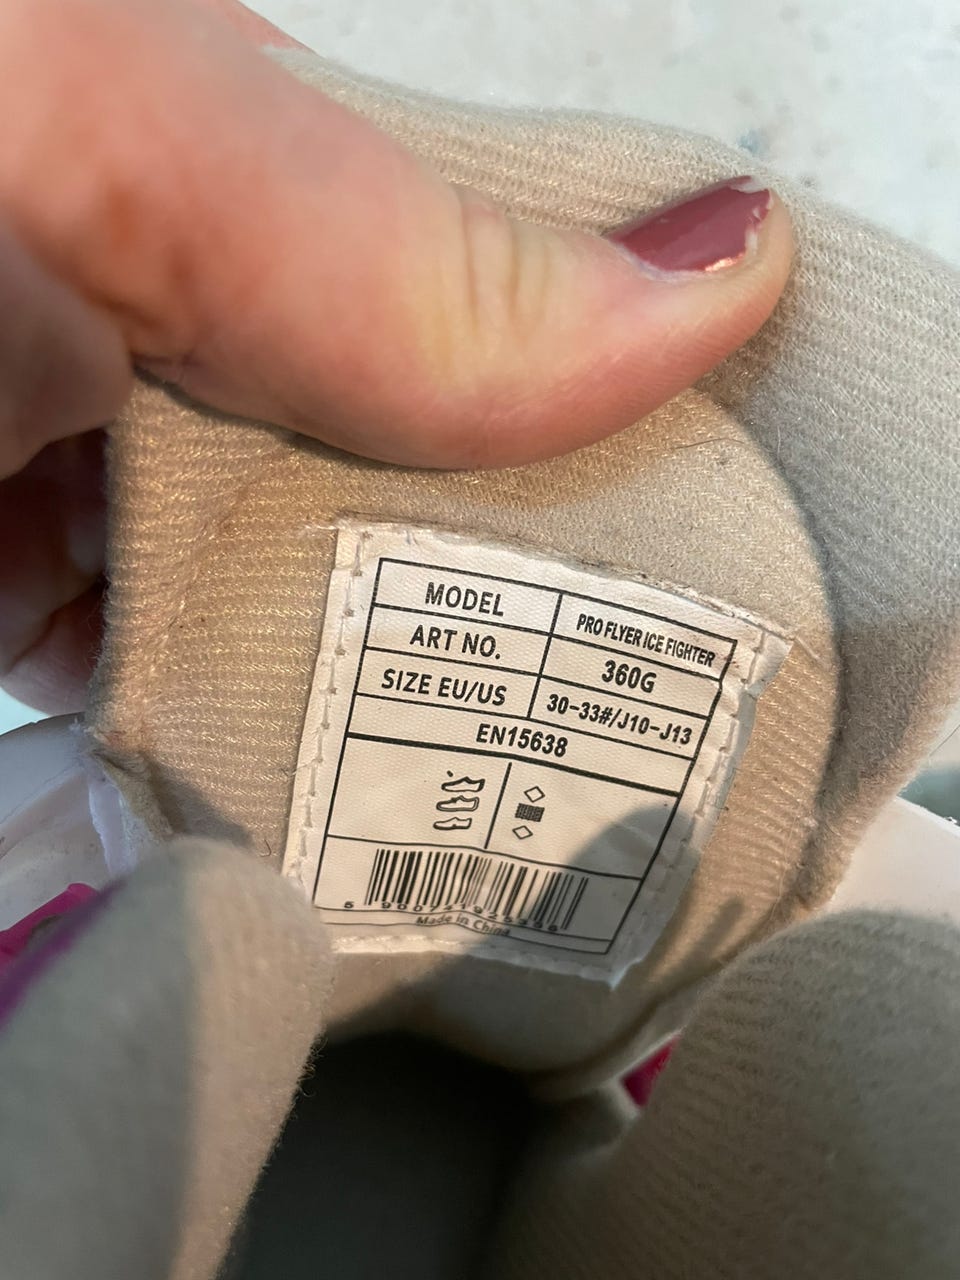 MODEL PRO FLYER ICE FIGHTER
ART NO. 360G
SIZE EU/US 30-33#/J10-J13
EN15638
Made in China